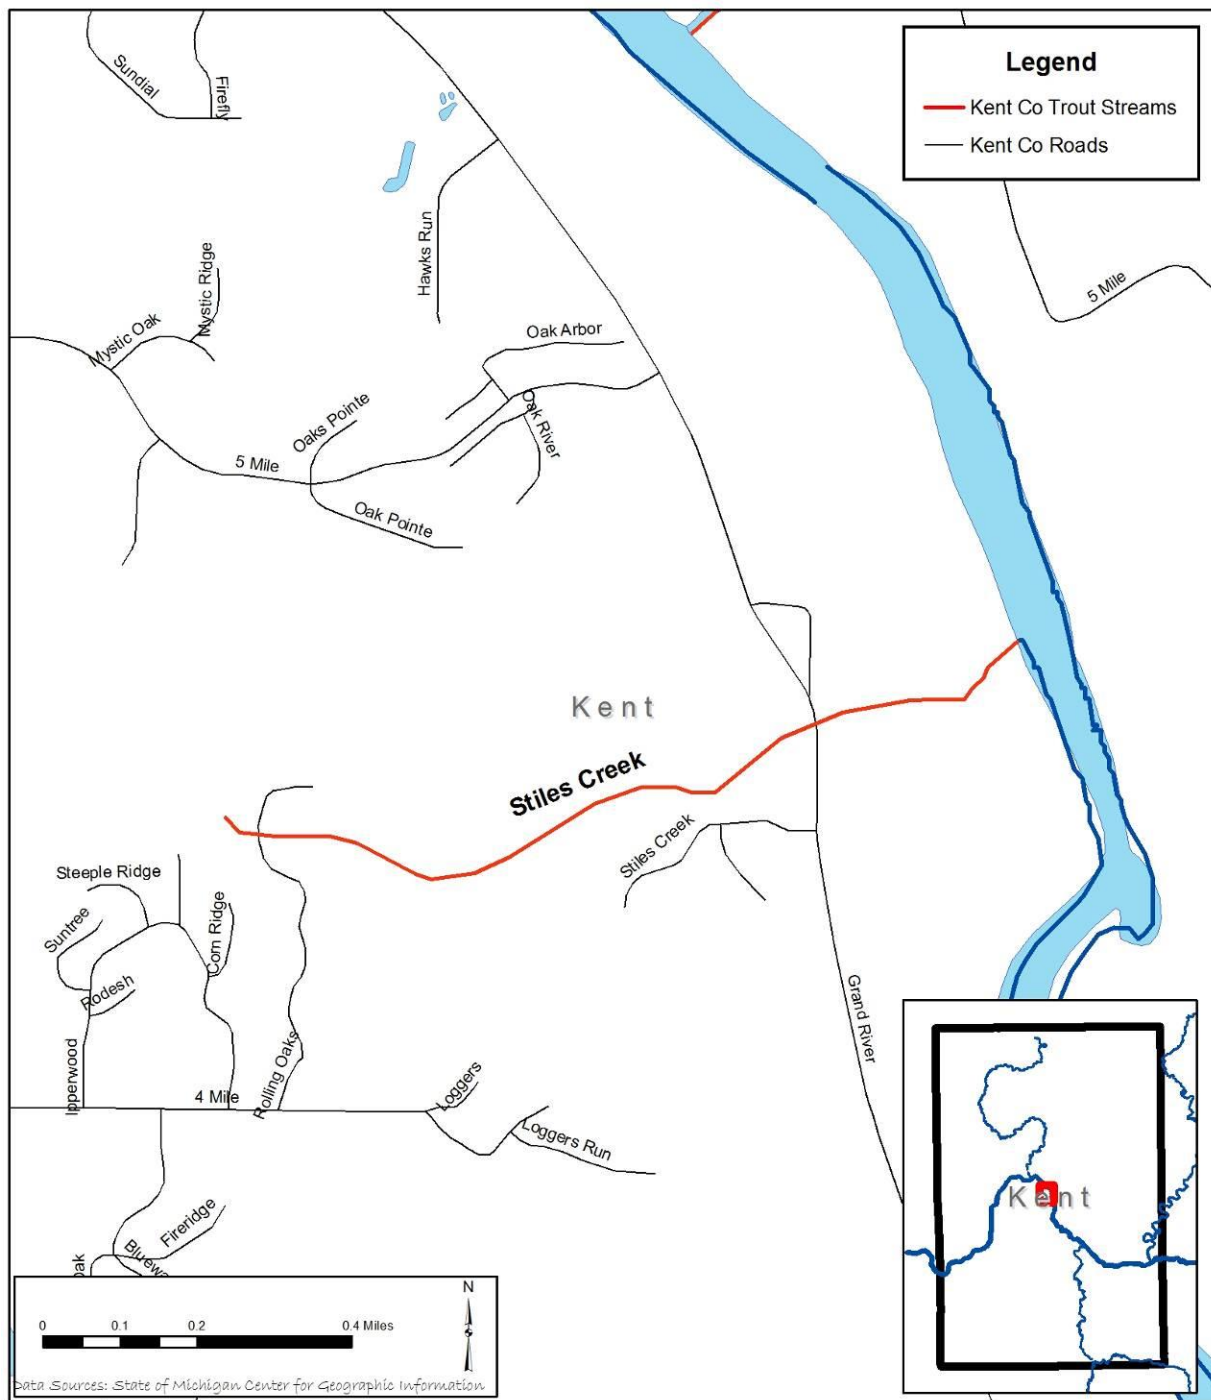 Sundial
Firefly
Legend
Kent Co Trout Streams
Kent Co Roads
Hawks Run
Mystic Ridge
5 Mile
Mystic Oak
Oak Arbor
Oaks Pointe
Oak River
5 Mile
Oak Pointe
Kent
Stiles Creek
Stiles Creek
Steeple Ridge
Suntree
Corn Ridge
Rodesh
Grand River
Ipperwood
Rolling Oaks
4 Mile
Loggers
Loggers Run
Kent
Fireridge
Bluewa
oak
N
0 0.1 0.2 0.4 Miles
Data Sources: State of Michigan Center for Geographic Information